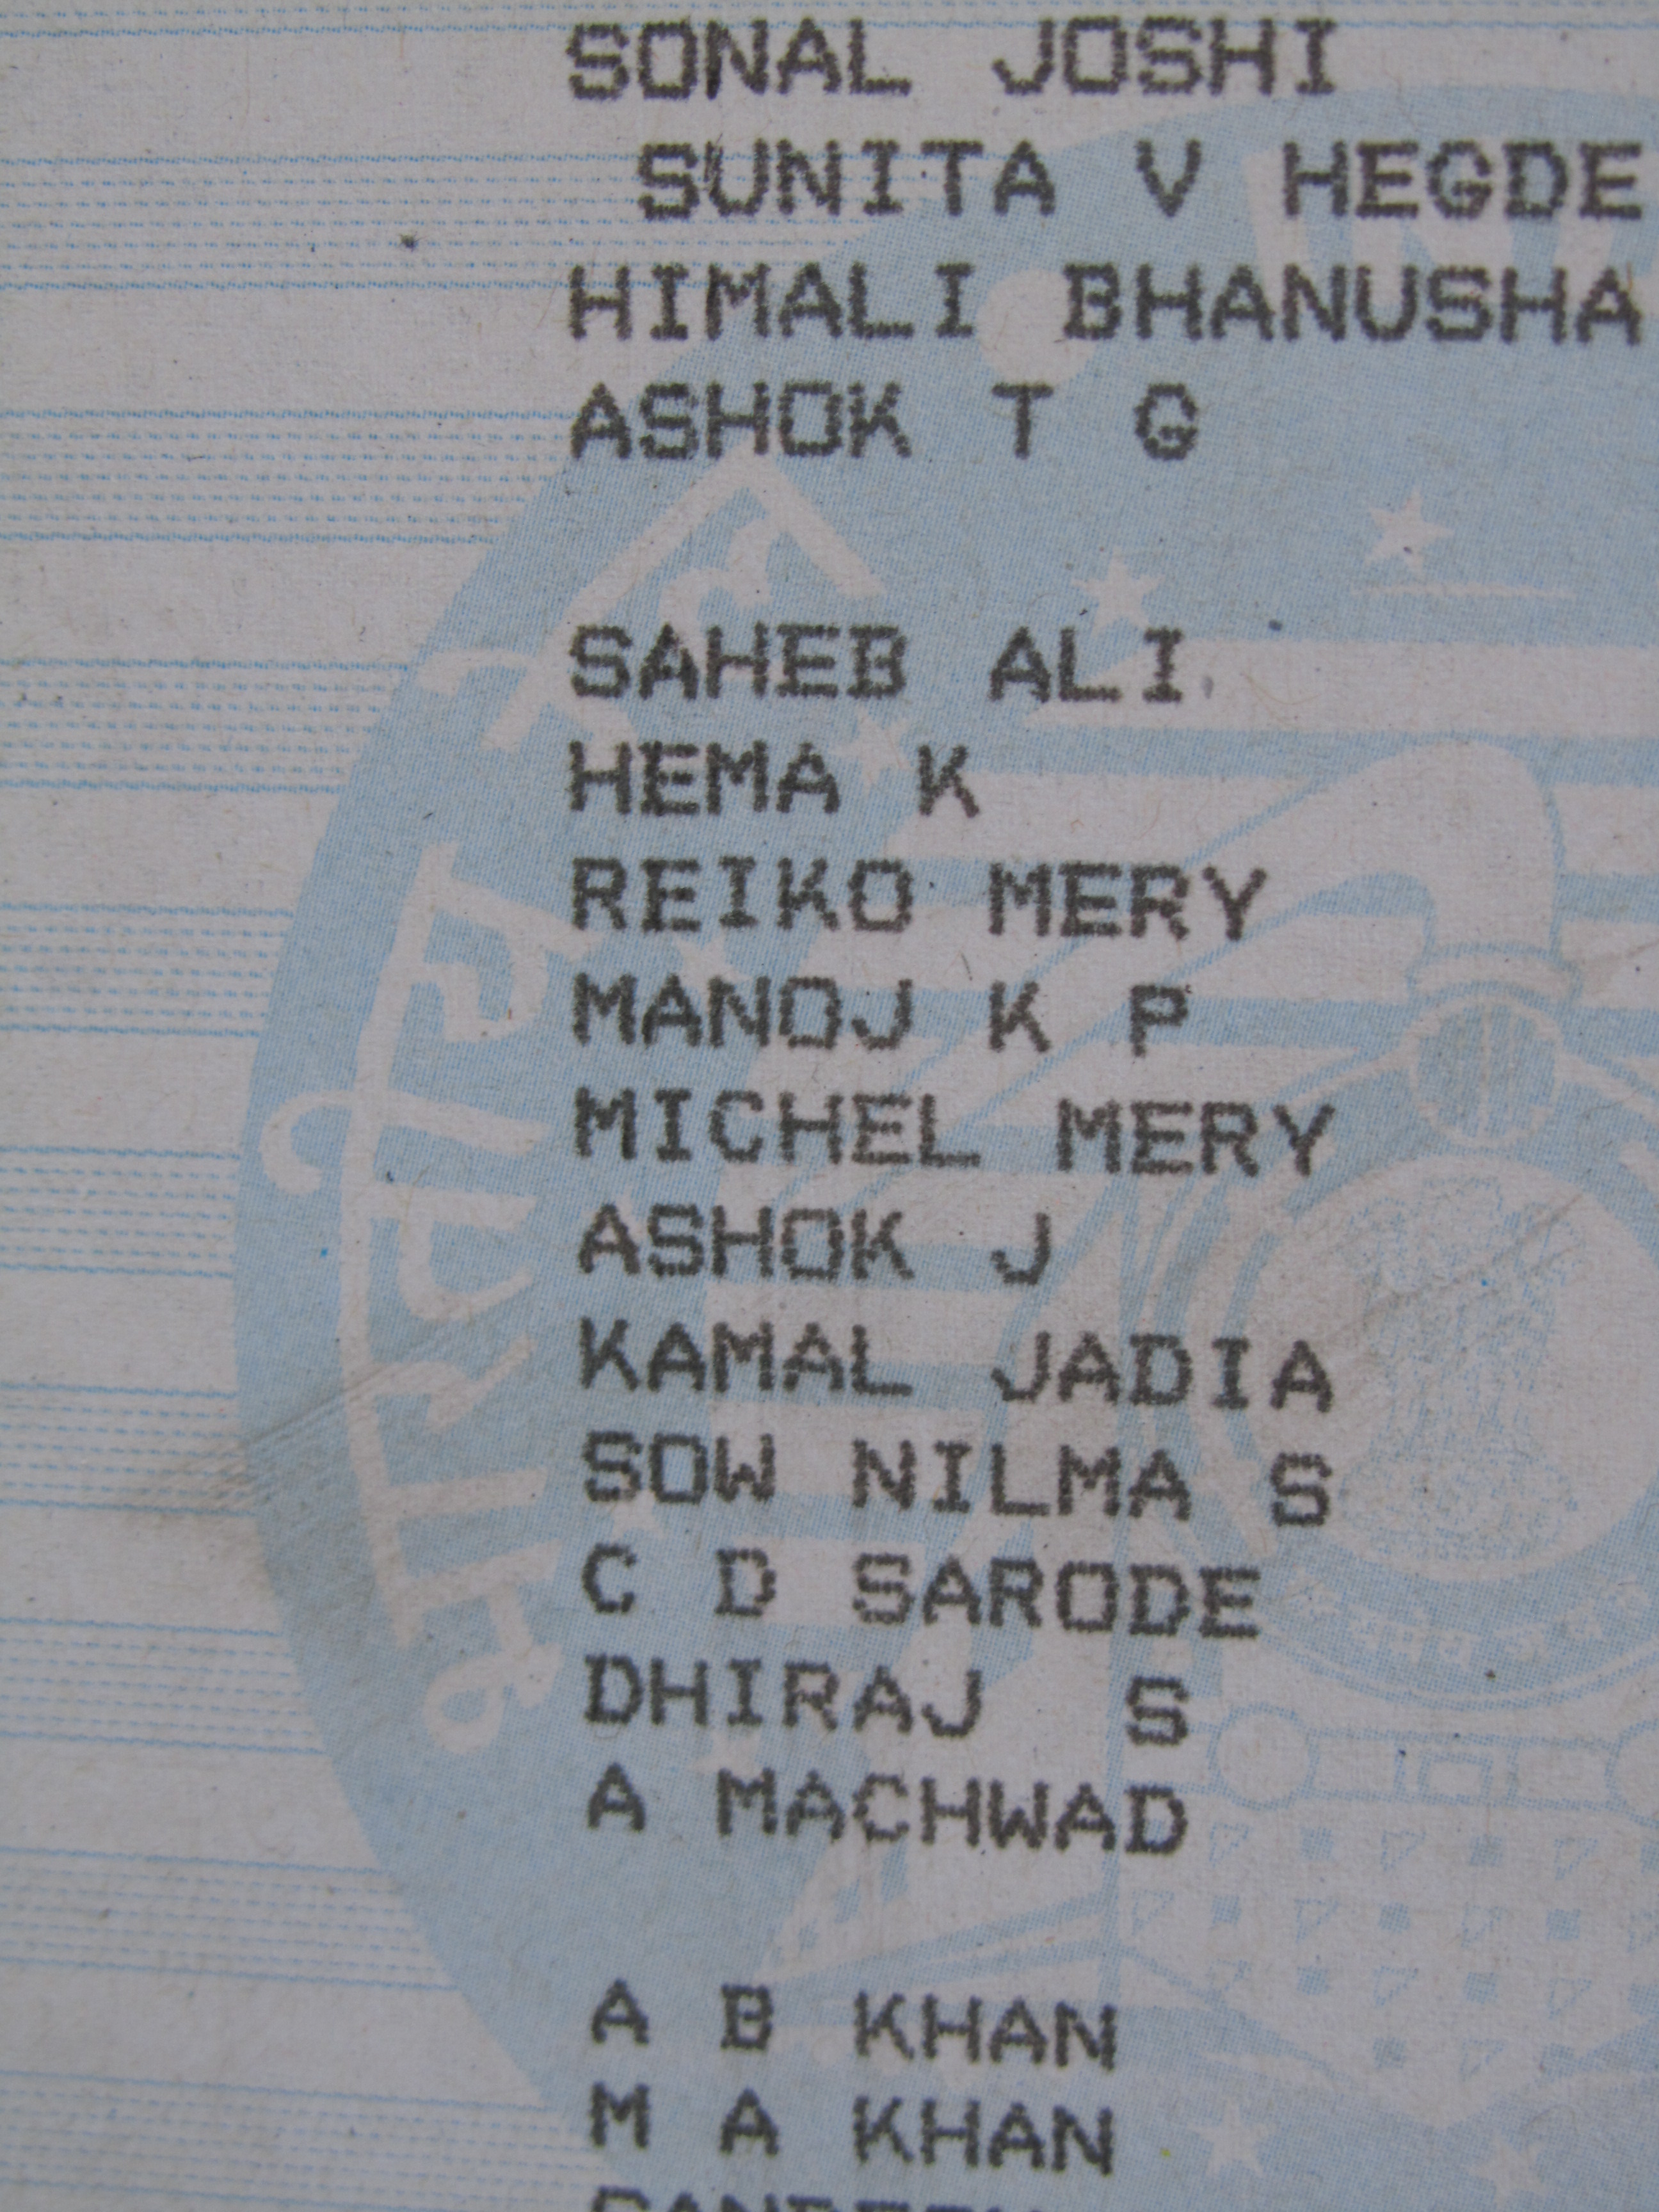 SONAL JOSHI
SUNITA V HEGDE
HIMALI BHANUSHA
ASHOK T G
SAHEB ALI
HEMA K
REIKO MERY
MANOJ K P
MICHEL MERY
ASHOK J
KAMAL JADIA
SOW NILMA S
C D SARODE
DHIRAJ S
A MACHWAD
A B KHAN
M A KHAN